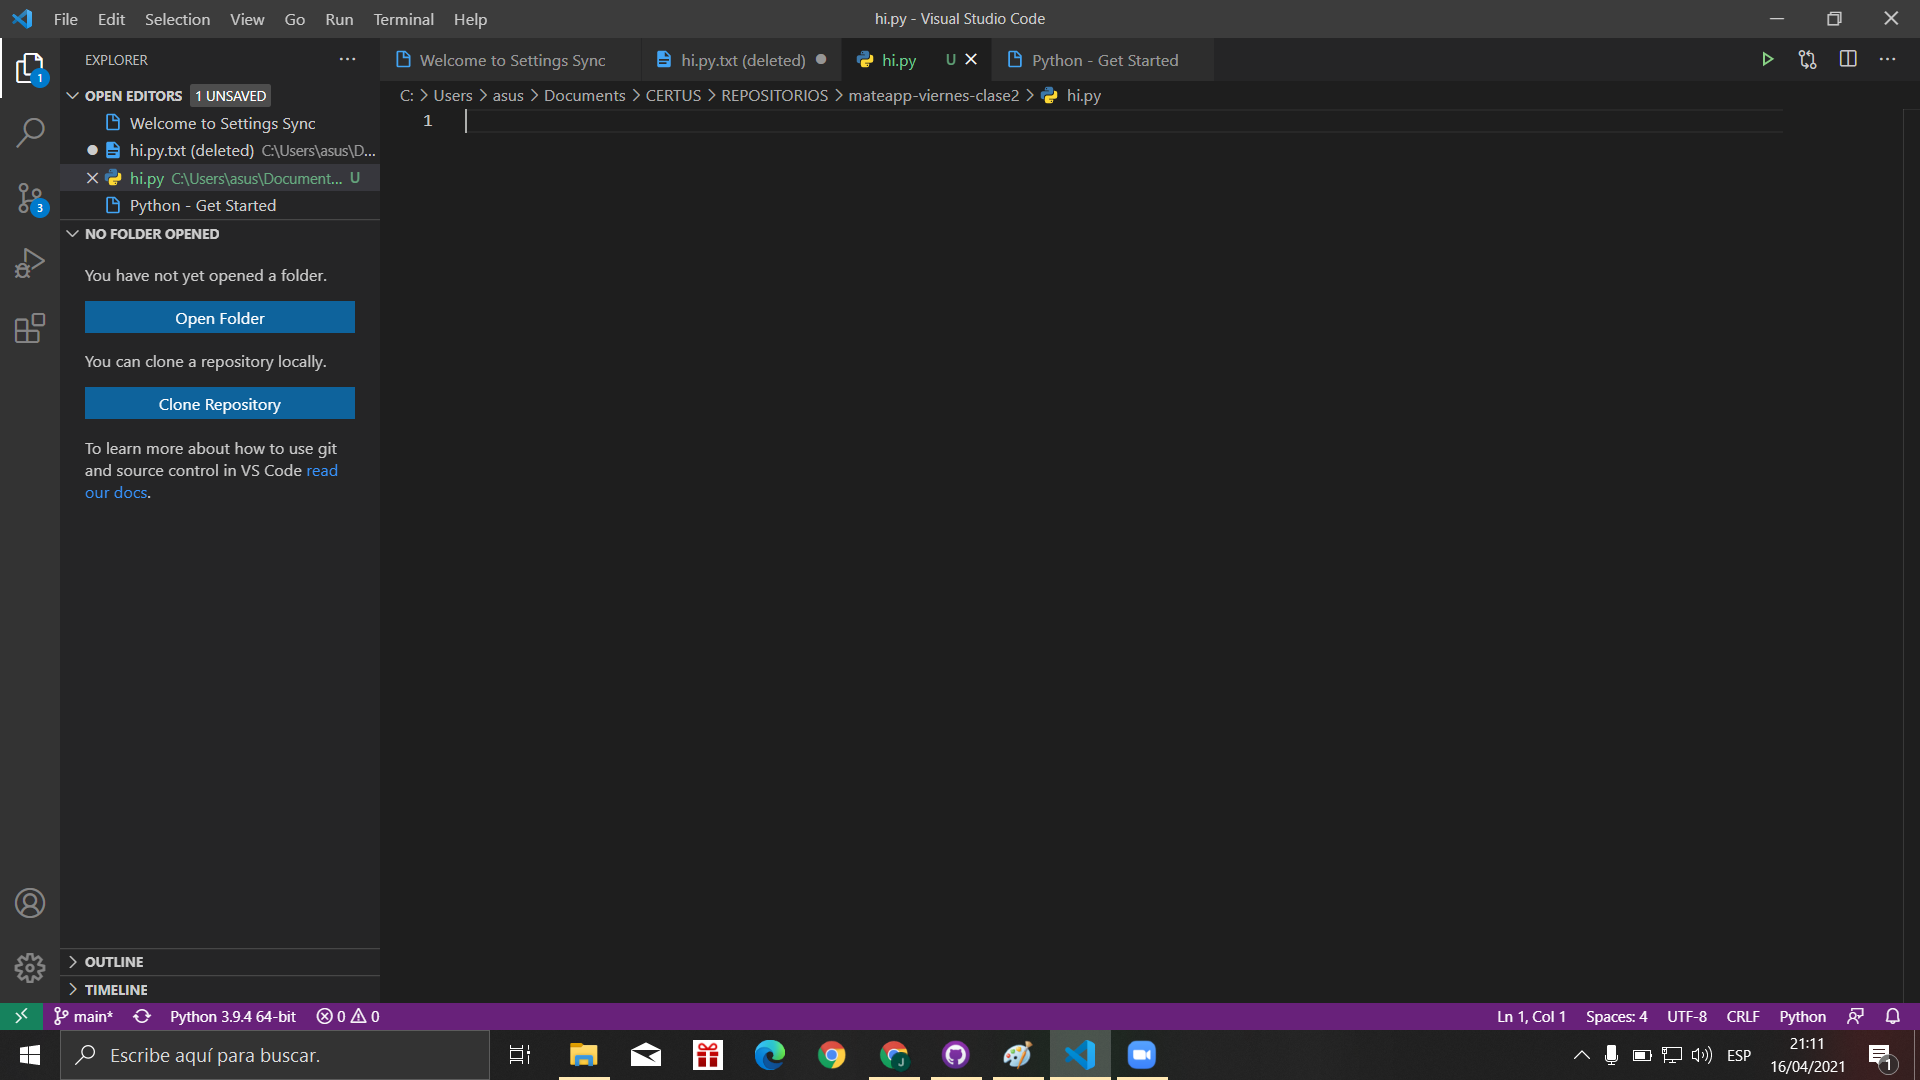 File Edit Selection View Go Run Terminal Help
hi.py - Visual Studio Code
EXPLORER
Welcome to Settings Sync
hi.py.txt (deleted)
hi.py U
Python - Get Started
OPEN EDITORS 1 UNSAVED
C: Users asus Documents CERTUS REPOSITORIOS mateapp-viernes-clase2 hi.py
1
Welcome to Settings Sync
hi.py.txt (deleted) C:\Users\asus\D...
hi.py C:\Users\asus\Document... U
Python - Get Started
NO FOLDER OPENED
You have not yet opened a folder.
Open Folder
You can clone a repository locally.
Clone Repository
To learn more about how to use git
and source control in VS Code read
our docs.
1
3
OUTLINE
TIMELINE
main* Python 3.9.4 64-bit 0 0
Ln 1, Col 1 Spaces: 4 UTF-8 CRLF Python
Escribe aquí para buscar.
J
ESP
21:11
16/04/2021
1